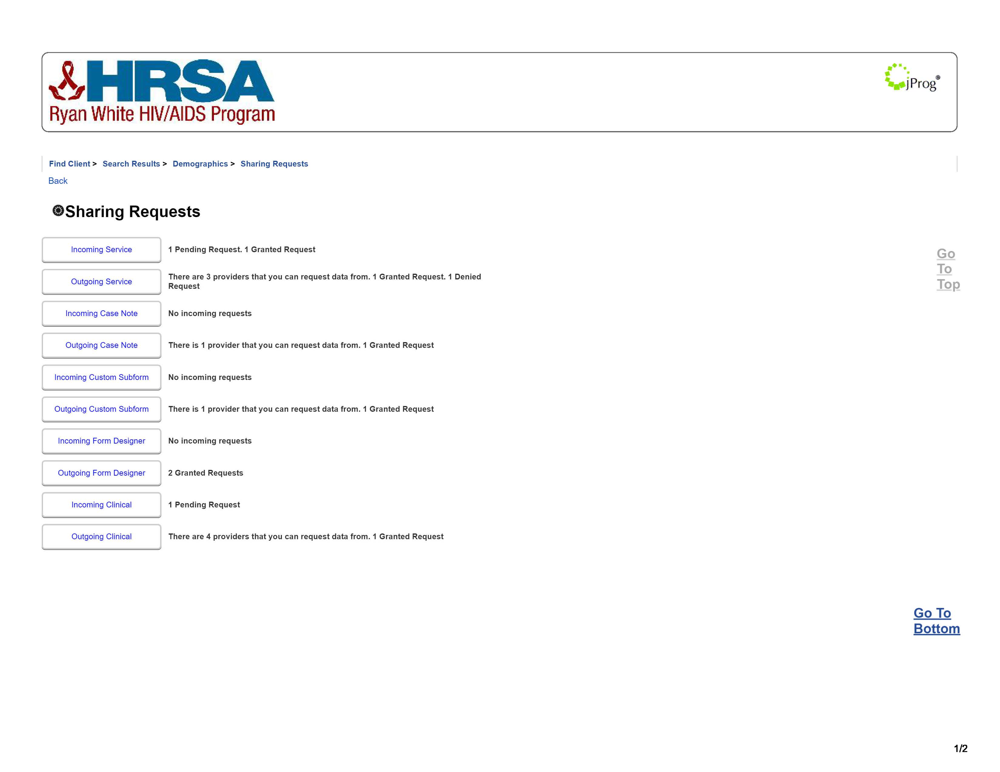 HRSA
Ryan White HIV/AIDS Program
jProg®
Find Client > Search Results > Demographics > Sharing Requests
Back
Sharing Requests
Incoming Service 1 Pending Request. 1 Granted Request
Outgoing Service There are 3 providers that you can request data from. 1 Granted Request. 1 Denied
Request
Incoming Case Note No incoming requests
Outgoing Case Note There is 1 provider that you can request data from. 1 Granted Request
Incoming Custom Subform No incoming requests
Outgoing Custom Subform There is 1 provider that you can request data from. 1 Granted Request
Incoming Form Designer No incoming requests
Outgoing Form Designer 2 Granted Requests
Incoming Clinical 1 Pending Request
Outgoing Clinical There are 4 providers that you can request data from. 1 Granted Request
Go
To
Top
Go To
Bottom
1/2